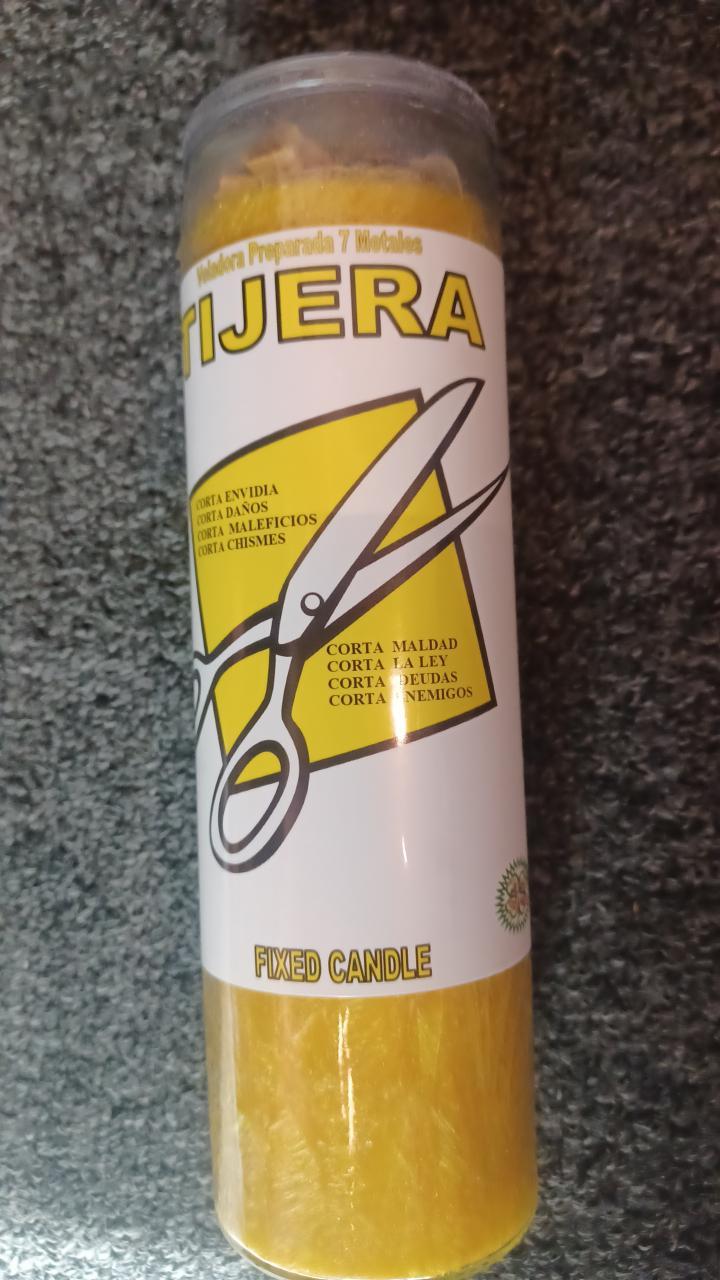 Veladora Preparada 7 Metales
TIJERA
CORTA ENVIDIA
CORTA DAÑOS
CORTA MALEFICIOS
CORTA CHISMES
CORTA MALDAD
CORTA LA LEY
CORTA DEUDAS
CORTA ENEMIGOS
FIXED CANDLE